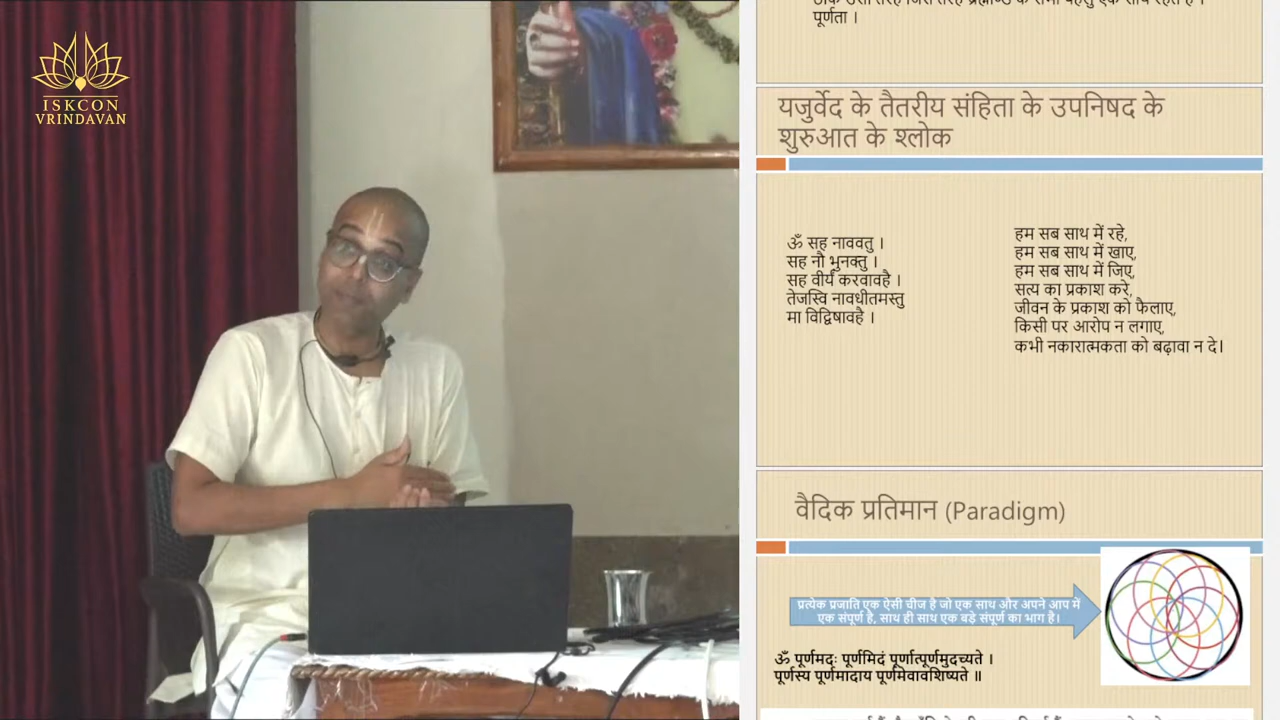 ISKCON
VRINDAVAN
पूर्णता ।
यजुर्वेद के तैतरीय संहिता के उपनिषद के
शुरुआत के श्लोक
ॐ सह नाववतु ।
सह नौ भुनक्तु ।
सह वीर्यं करवावहै ।
तेजस्वि नावधीतमस्तु
मा विद्विषावहै ।
हम सब साथ में रहे,
हम सब साथ में खाए,
हम सब साथ में जिए,
सत्य का प्रकाश करे,
जीवन के प्रकाश को फैलाए,
किसी पर आरोप न लगाए,
कभी नकारात्मकता को बढ़ावा न दे।
वैदिक प्रतिमान (Paradigm)
प्रत्येक प्रजाति एक ऐसी चीज है जो एक साथ और अपने आप में
एक संपूर्ण है, साथ ही साथ एक बड़े संपूर्ण का भाग है।
ॐ पूर्णमदः पूर्णमिदं पूर्णात्पूर्णमुदच्यते ।
पूर्णस्य पूर्णमादाय पूर्णमेवावशिष्यते ॥